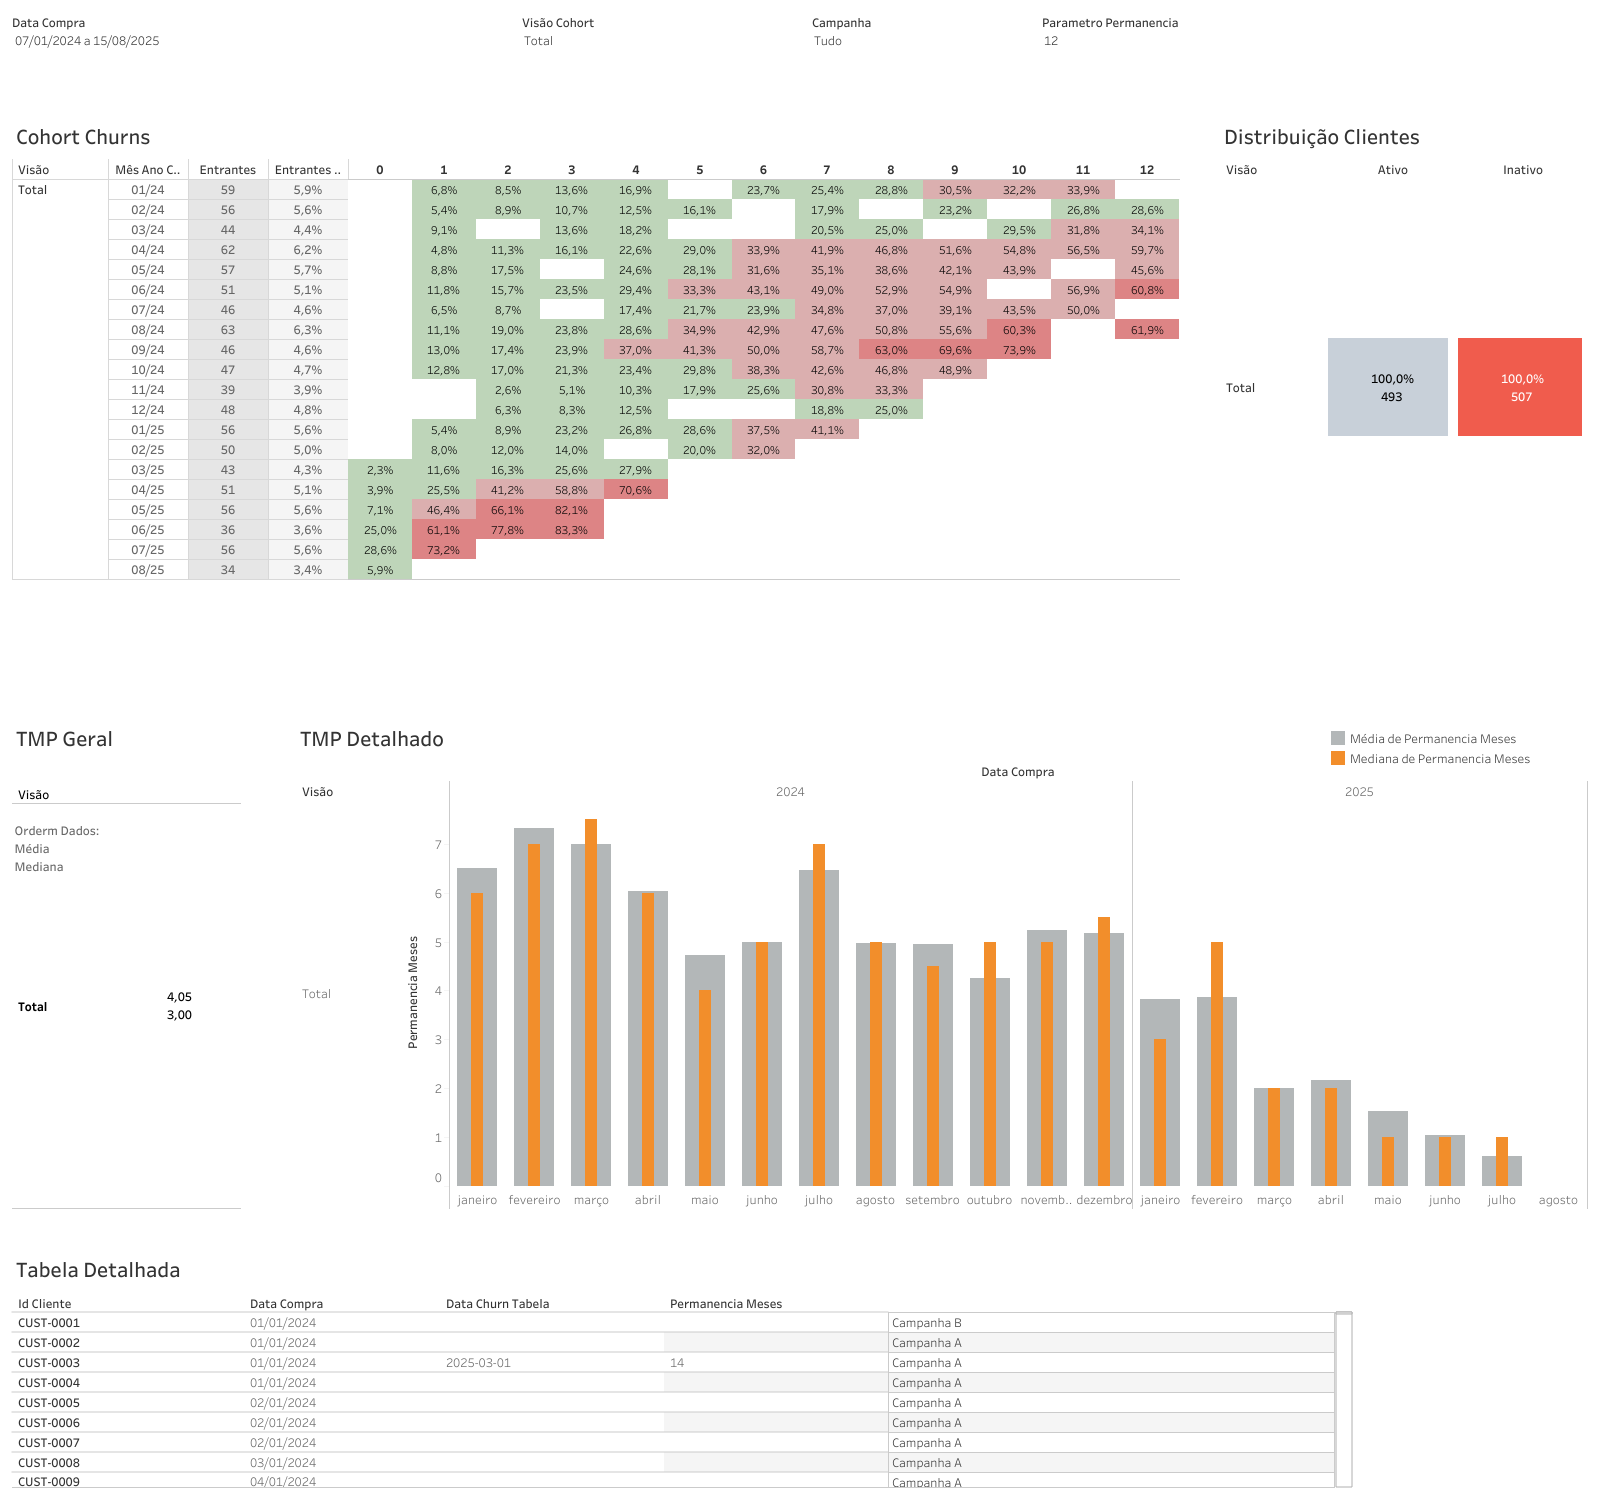 Data Compra Visão Cohort Campanha Parametro Permanencia
07/01/2024 a 15/08/2025 Total Tudo 12
Cohort Churns
Visão Mês Ano C.. Entrantes Entrantes .. 0 1 2 3 4 5 6 7 8 9 10 11 12
Total 01/24 59 5,9% 6,8% 8,5% 13,6% 16,9% 23,7% 25,4% 28,8% 30,5% 32,2% 33,9%
02/24 56 5,6% 5,4% 8,9% 10,7% 12,5% 16,1% 17,9% 23,2% 26,8% 28,6%
03/24 44 4,4% 9,1% 13,6% 18,2% 20,5% 25,0% 29,5% 31,8% 34,1%
04/24 62 6,2% 4,8% 11,3% 16,1% 22,6% 29,0% 33,9% 41,9% 46,8% 51,6% 54,8% 56,5% 59,7%
05/24 57 5,7% 8,8% 17,5% 24,6% 28,1% 31,6% 35,1% 38,6% 42,1% 43,9% 45,6%
06/24 51 5,1% 11,8% 15,7% 23,5% 29,4% 33,3% 43,1% 49,0% 52,9% 54,9% 56,9% 60,8%
07/24 46 4,6% 6,5% 8,7% 17,4% 21,7% 23,9% 34,8% 37,0% 39,1% 43,5% 50,0%
08/24 63 6,3% 11,1% 19,0% 23,8% 28,6% 34,9% 42,9% 47,6% 50,8% 55,6% 60,3% 61,9%
09/24 46 4,6% 13,0% 17,4% 23,9% 37,0% 41,3% 50,0% 58,7% 63,0% 69,6% 73,9%
10/24 47 4,7% 12,8% 17,0% 21,3% 23,4% 29,8% 38,3% 42,6% 46,8% 48,9%
11/24 39 3,9% 2,6% 5,1% 10,3% 17,9% 25,6% 30,8% 33,3%
12/24 48 4,8% 6,3% 8,3% 12,5% 18,8% 25,0%
01/25 56 5,6% 5,4% 8,9% 23,2% 26,8% 28,6% 37,5% 41,1%
02/25 50 5,0% 8,0% 12,0% 14,0% 20,0% 32,0%
03/25 43 4,3% 2,3% 11,6% 16,3% 25,6% 27,9%
04/25 51 5,1% 3,9% 25,5% 41,2% 58,8% 70,6%
05/25 56 5,6% 7,1% 46,4% 66,1% 82,1%
06/25 36 3,6% 25,0% 61,1% 77,8% 83,3%
07/25 56 5,6% 28,6% 73,2%
08/25 34 3,4% 5,9%
Distribuição Clientes
Visão Ativo Inativo
Total 100,0% 100,0%
493 507
TMP Geral
Visão
Orderm Dados:
Média
Mediana
Total 4,05
3,00
TMP Detalhado
Média de Permanencia Meses
Mediana de Permanencia Meses
Data Compra
Visão 2024 2025
Total
Permanencia Meses
7
6
5
4
3
2
1
0
janeiro fevereiro março abril maio junho julho agosto setembro outubro novemb.. dezembro janeiro fevereiro março abril maio junho julho agosto
Tabela Detalhada
Id Cliente Data Compra Data Churn Tabela Permanencia Meses
CUST-0001 01/01/2024 Campanha B
CUST-0002 01/01/2024 Campanha A
CUST-0003 01/01/2024 2025-03-01 14 Campanha A
CUST-0004 01/01/2024 Campanha A
CUST-0005 02/01/2024 Campanha A
CUST-0006 02/01/2024 Campanha A
CUST-0007 02/01/2024 Campanha A
CUST-0008 03/01/2024 Campanha A
CUST-0009 04/01/2024 Campanha A